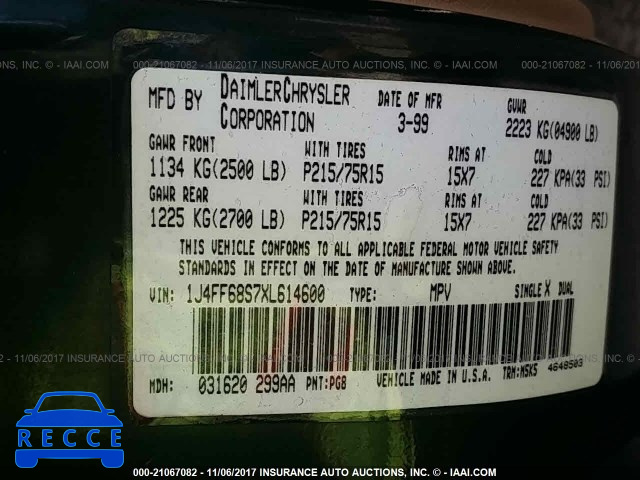 000-21067082 - 11/06/2017 INSURANCE AUTO AUCTIONS, INC. - © IAAI.COM
MFD BY DAIMLERCHRYSLER CORPORATION
DATE OF MFR 3-99
GVWR 2223 KG(04900 LB)
GAWR FRONT WITH TIRES RIMS AT COLD
1134 KG(2500 LB) P215/75R15 15X7 227 KPA(33 PSI)
GAWR REAR WITH TIRES RIMS AT COLD
1225 KG(2700 LB) P215/75R15 15X7 227 KPA(33 PSI)
THIS VEHICLE CONFORMS TO ALL APPLICABLE FEDERAL MOTOR VEHICLE SAFETY
STANDARDS IN EFFECT ON THE DATE OF MANUFACTURE SHOWN ABOVE.
VIN: 1J4FF68S7XL614600 TYPE: MPV SINGLE X DUAL
MDH: 031620 299AA PNT:PG8 VEHICLE MADE IN U.S.A. TRM:MSK5 4648503
RECCE
000-21067082 - 11/06/2017 INSURANCE AUTO AUCTIONS, INC. - © IAAI.COM